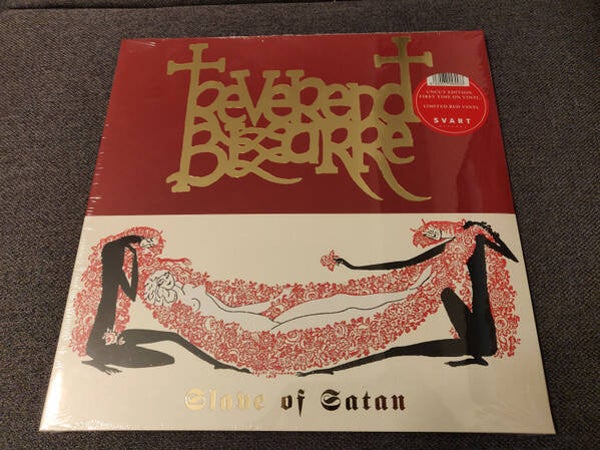 Reverend
Bizarre
UNCUT EDITION
FIRST TIME ON VINYL
LIMITED RED VINYL
SVART
Slave of Satan